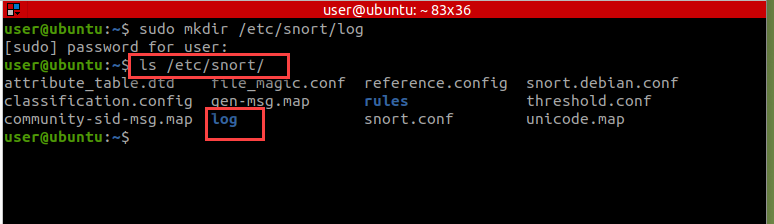 user@ubuntu: ~ 83x36
user@ubuntu:~$ sudo mkdir /etc/snort/log
[sudo] password for user:
user@ubuntu:~$ ls /etc/snort/
attribute_table.dtd file_magic.conf reference.config snort.debian.conf
classification.config gen-msg.map rules threshold.conf
community-sid-msg.map log snort.conf unicode.map
user@ubuntu:~$